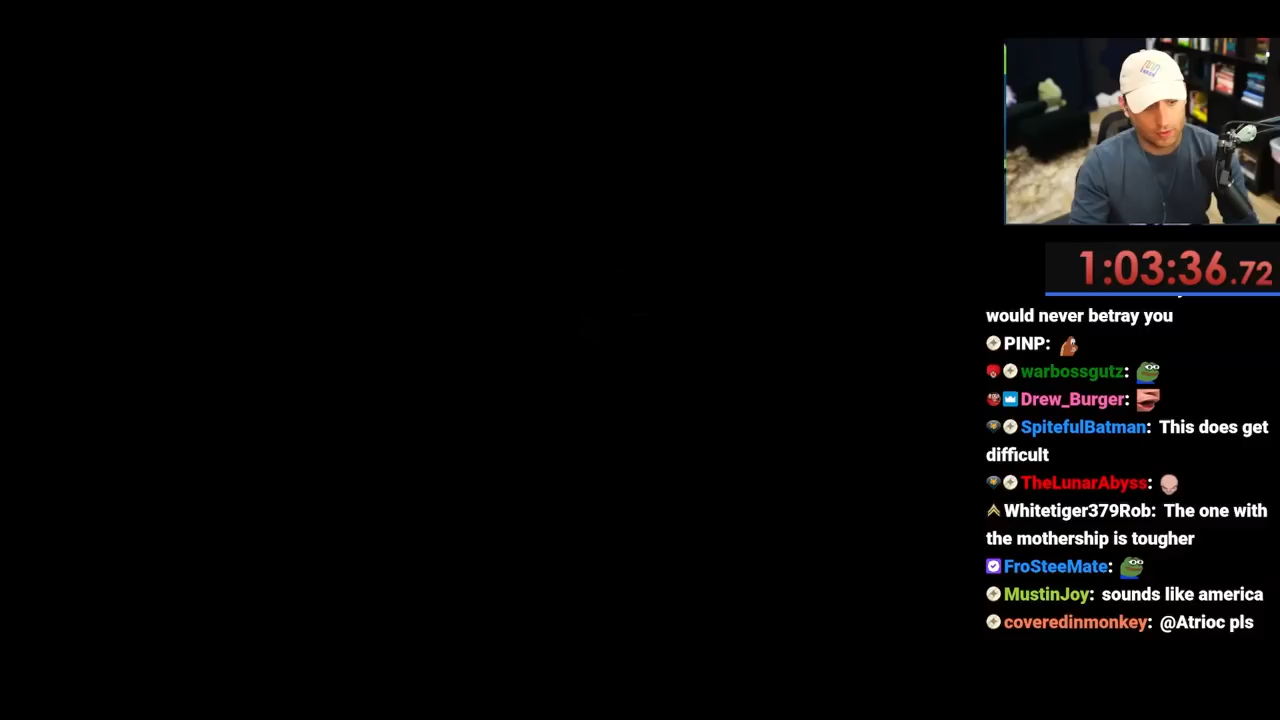 1:03:36.72
would never betray you
PINP:
warbossgutz:
Drew_Burger:
SpitefulBatman: This does get
difficult
TheLunarAbyss:
Whitetiger379Rob: The one with
the mothership is tougher
FroSteeMate:
MustinJoy: sounds like america
coveredinmonkey: @Atrioc pls